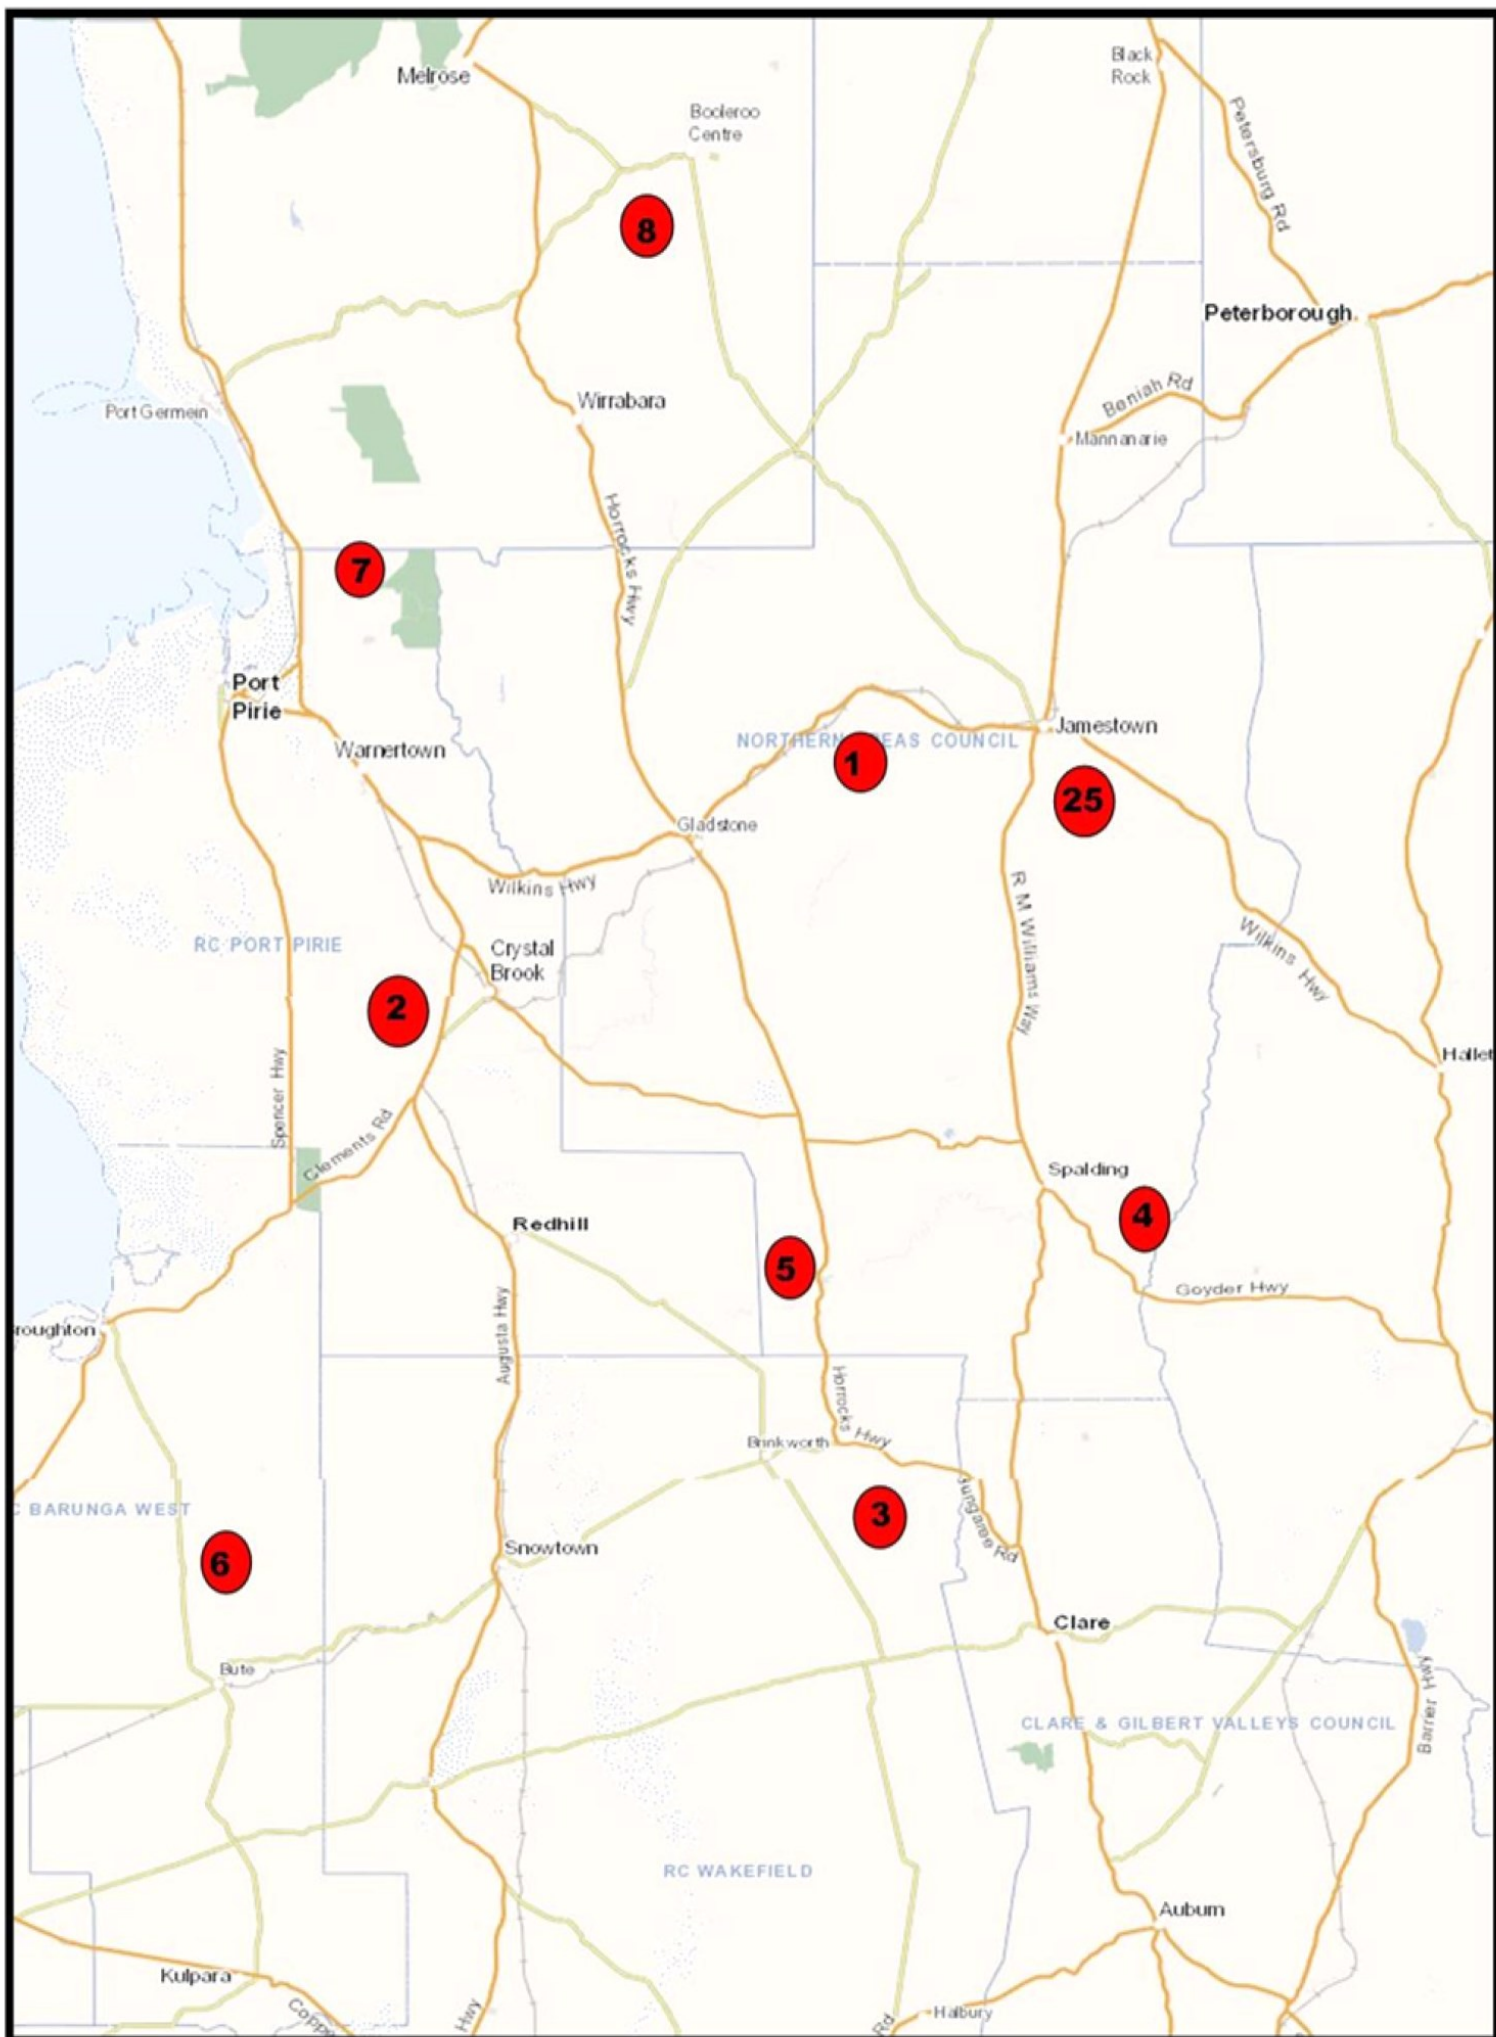 Black
Rock
Melrose
Booleroo
Centre
Petersburg Rd
8
Peterborough
Beniah Rd
Wirrabara
Port Germein
Mannanarie
Horrocks Hwy
7
Port
Pirie
Jamestown
NORTHERN
EAS COUNCIL
Warnertown
1
25
Gladstone
Wilkins Hwy
R M Williams Way
RC PORT PIRIE
Crystal
Brook
Wilkins Hwy
2
Hallet
Spencer Hwy
Clements Rd
Spalding
4
Redhill
5
Goyder Hwy
roughton
Augusta Hwy
Horrocks Hwy
Brinkworth
C BARUNGA WEST
3
Bungaree Rd
Snowtown
6
Clare
Bute
Barrier Hwy
CLARE & GILBERT VALLEYS COUNCIL
RC WAKEFIELD
Auburn
Kulpara
Coppe
Hwy
Rd
Halbury